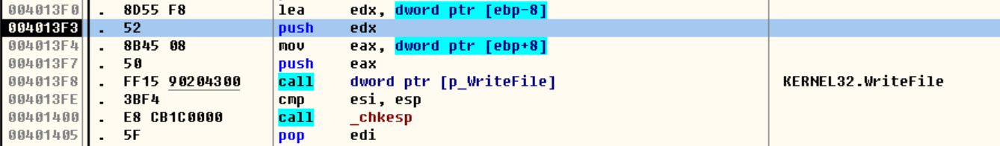 004013F0 . 8D55 F8 lea edx, dword ptr [ebp-8]
004013F3 . 52 push edx
004013F4 . 8B45 08 mov eax, dword ptr [ebp+8]
004013F7 . 50 push eax
004013F8 . FF15 90204300 call dword ptr [p_WriteFile] KERNEL32.WriteFile
004013FE . 3BF4 cmp esi, esp
00401400 . E8 CB1C0000 call _chkesp
00401405 . 5F pop edi